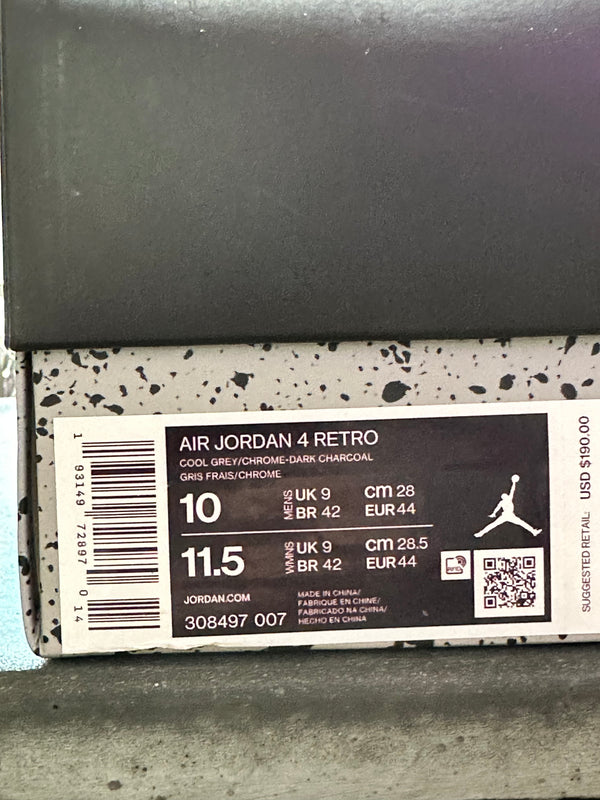 AIR JORDAN 4 RETRO
COOL GREY/CHROME-DARK CHARCOAL
GRIS FRAIS/CHROME
10 MENS UK 9 cm 28
BR 42 EUR 44
11.5 WMNS UK 9 cm 28.5
BR 42 EUR 44
JORDAN.COM
308497 007
MADE IN CHINA/
FABRIQUE EN CHINE/
FABRICADO NA CHINA/
HECHO EN CHINA
1 93149 72897 0 14
SUGGESTED RETAIL: USD $190.00